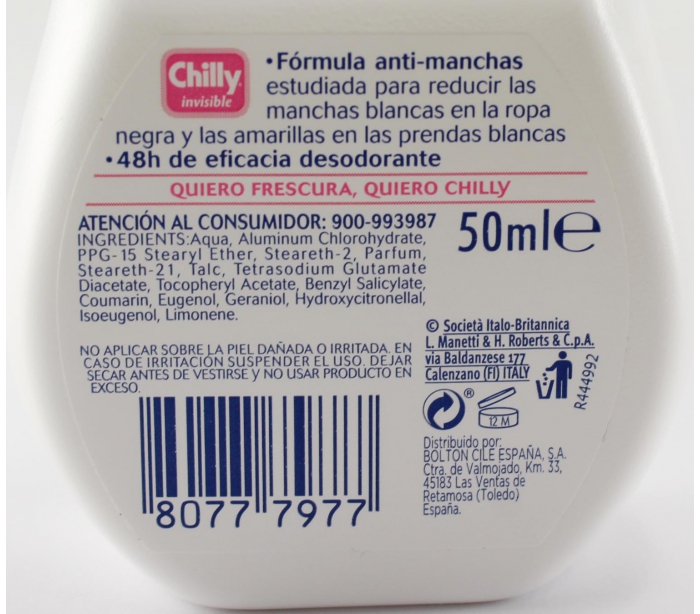 Chilly
invisible
•Fórmula anti-manchas
estudiada para reducir las
manchas blancas en la ropa
negra y las amarillas en las prendas blancas
•48h de eficacia desodorante
QUIERO FRESCURA, QUIERO CHILLY
ATENCIÓN AL CONSUMIDOR: 900-993987
50ml℮
INGREDIENTS:Aqua, Aluminum Chlorohydrate,
PPG-15 Stearyl Ether, Steareth-2, Parfum,
Steareth-21, Talc, Tetrasodium Glutamate
Diacetate, Tocopheryl Acetate, Benzyl Salicylate,
Coumarin, Eugenol, Geraniol, Hydroxycitronellal,
Isoeugenol, Limonene.
NO APLICAR SOBRE LA PIEL DAÑADA O IRRITADA. EN
CASO DE IRRITACIÓN SUSPENDER EL USO. DEJAR
SECAR ANTES DE VESTIRSE y NO USAR PRODUCTO EN
EXCESO.
© Società Italo-Britannica
L. Manetti & H. Roberts & C.p.A.
via Baldanzese 177
Calenzano (FI) ITALY
R444992
®
12 M
Distribuido por:
BOLTON CILE ESPAÑA, S.A.
Ctra. de Valmojado, Km. 33,
45183 Las Ventas de
Retamosa (Toledo)
España.
8077 7977